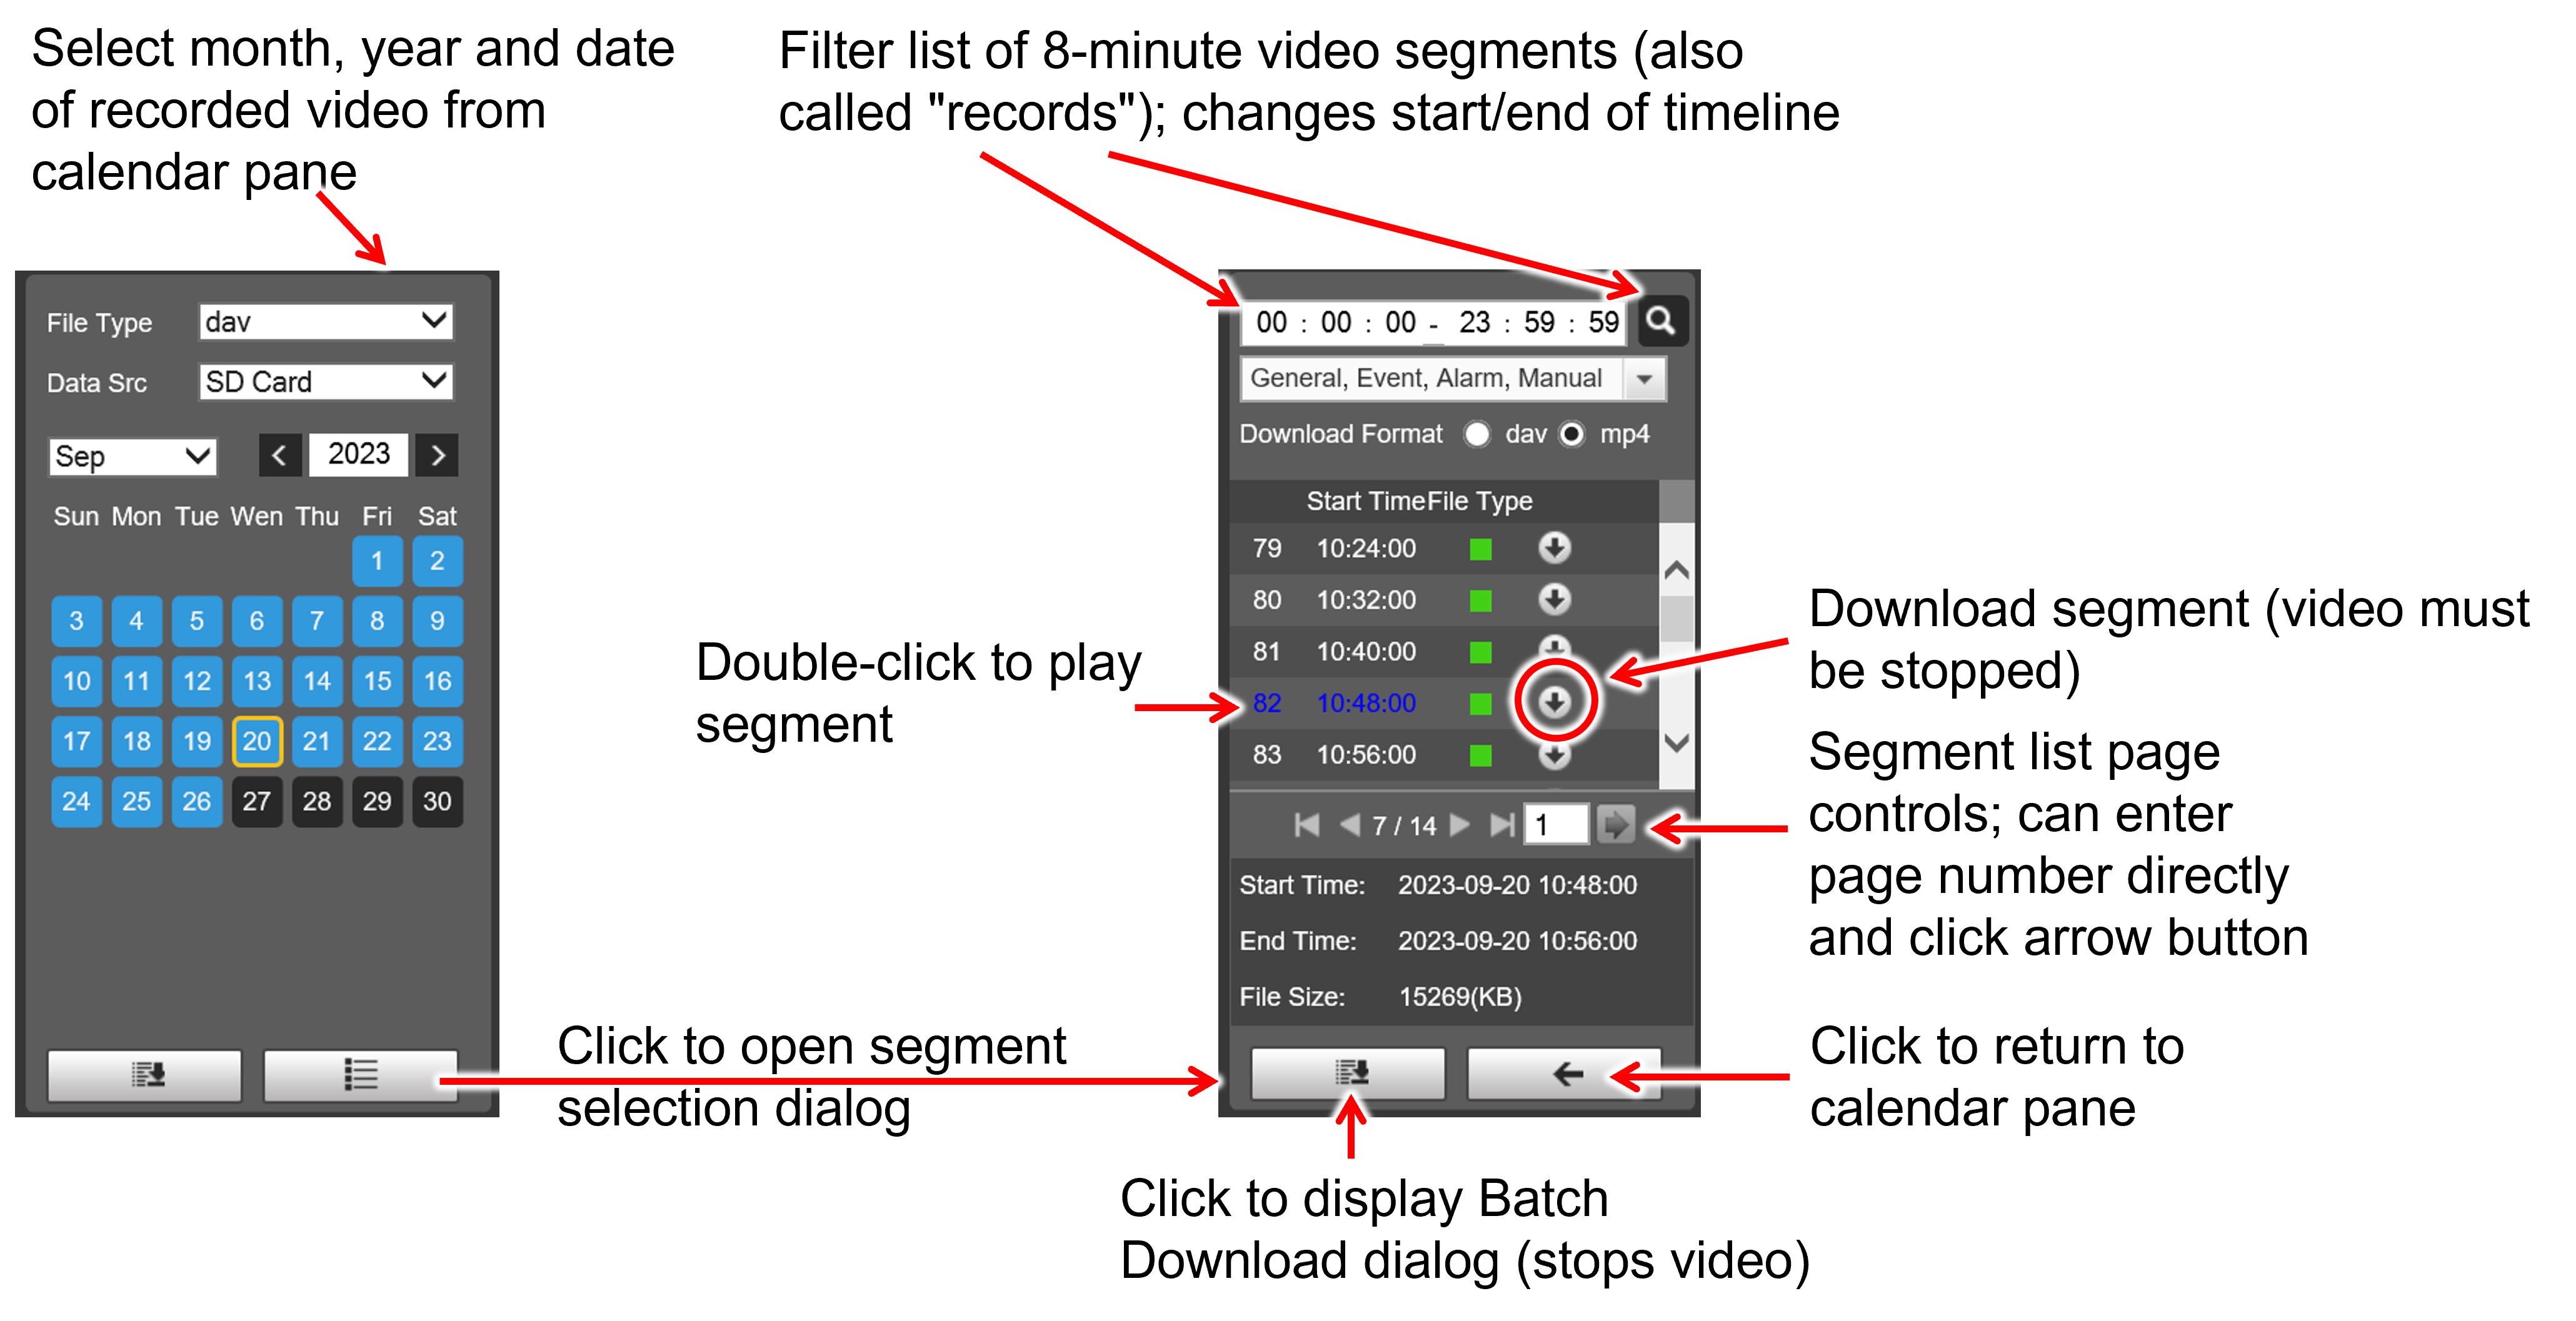 Select month, year and date
of recorded video from
calendar pane
Filter list of 8-minute video segments (also
called "records"); changes start/end of timeline
File Type dav
Data Src SD Card
Sep < 2023 >
Sun Mon Tue Wen Thu Fri Sat
1 2
3 4 5 6 7 8 9
10 11 12 13 14 15 16
17 18 19 20 21 22 23
24 25 26 27 28 29 30
Click to open segment
selection dialog
Double-click to play
segment
00 : 00 : 00 - 23 : 59 : 59
General, Event, Alarm, Manual
Download Format dav mp4
Start Time File Type
79 10:24:00
80 10:32:00
81 10:40:00
82 10:48:00
83 10:56:00
7 / 14 1
Start Time: 2023-09-20 10:48:00
End Time: 2023-09-20 10:56:00
File Size: 15269(KB)
Download segment (video must
be stopped)
Segment list page
controls; can enter
page number directly
and click arrow button
Click to return to
calendar pane
Click to display Batch
Download dialog (stops video)